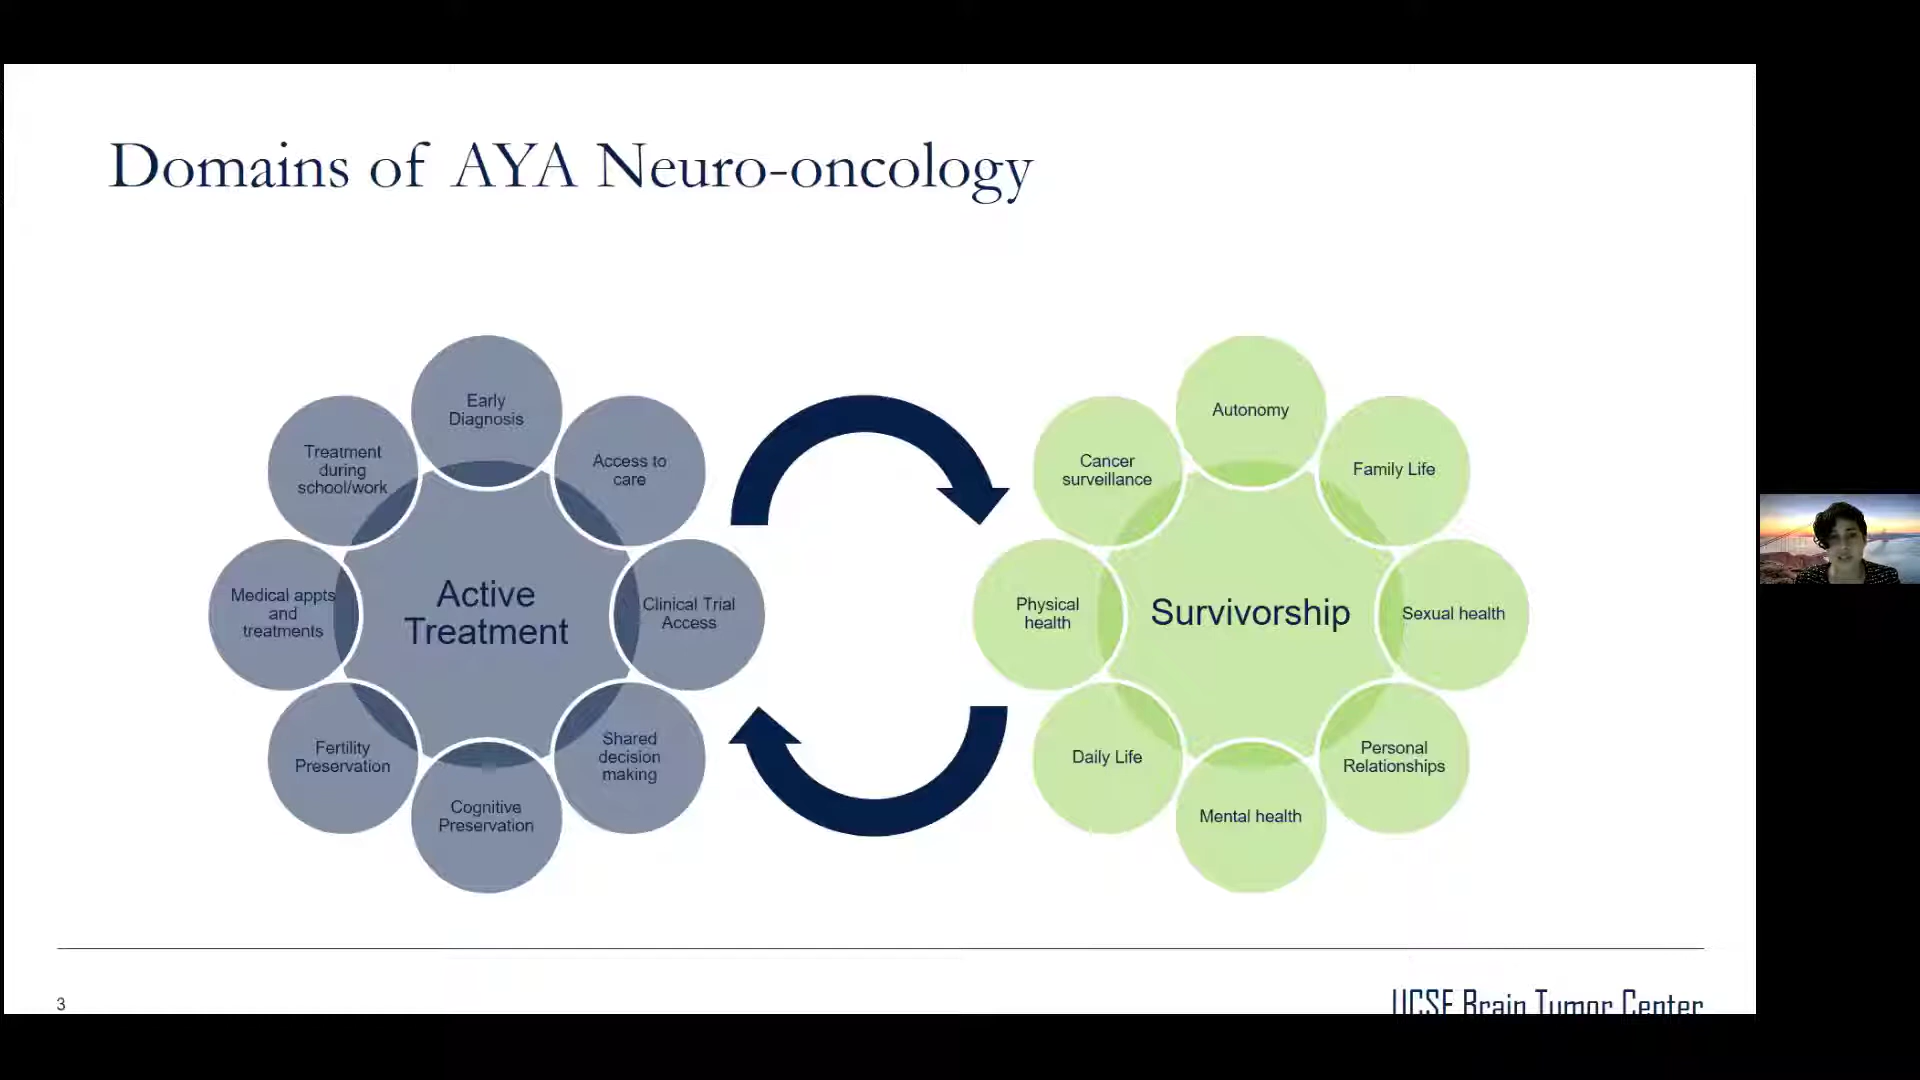 Domains of AYA Neuro-oncology
Early
Diagnosis
Access to
care
Clinical Trial
Access
Shared
decision
making
Cognitive
Preservation
Fertility
Preservation
Medical appts
and
treatments
Treatment
during
school/work
Active
Treatment
Autonomy
Family Life
Sexual health
Personal
Relationships
Mental health
Daily Life
Physical
health
Cancer
surveillance
Survivorship
3
UCSF Brain Tumor Center